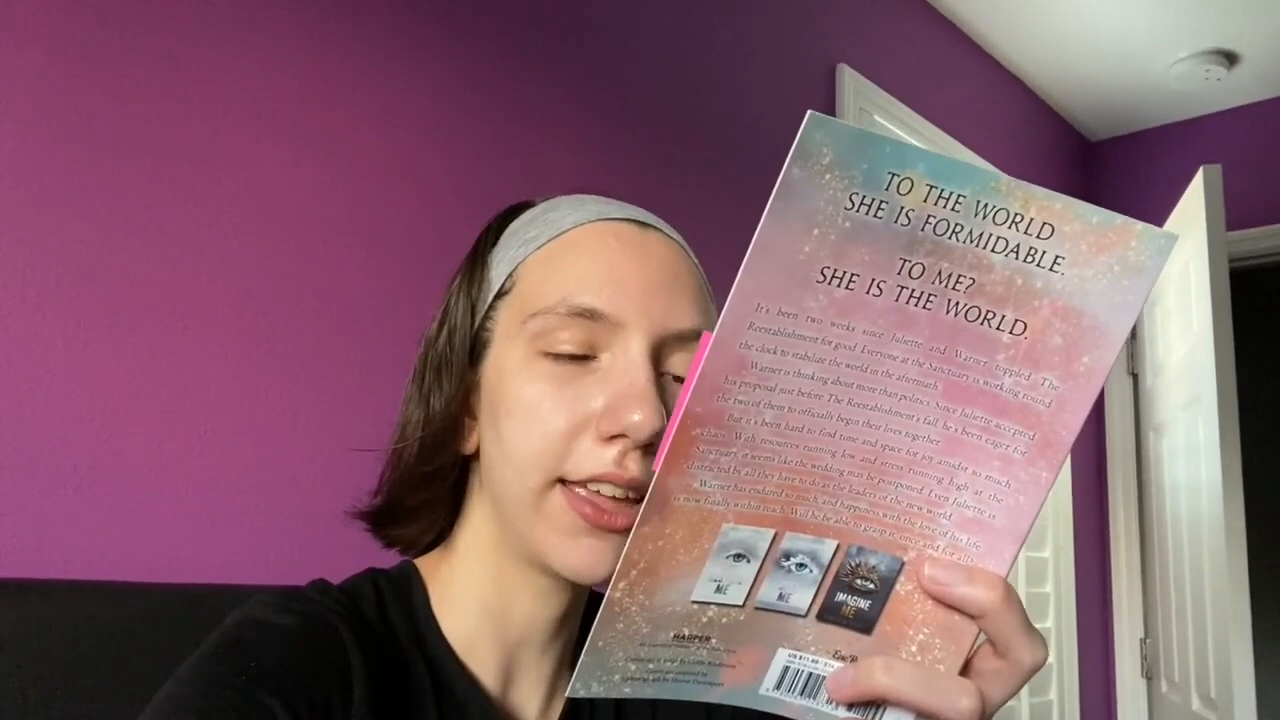 TO THE WORLD
SHE IS FORMIDABLE.
TO ME?
SHE IS THE WORLD.
It's been two weeks since Juliette and Warner toppled The
Reestablishment for good. Everyone at the Sanctuary is working round
the clock to stabilize the world in the aftermath.
Warner is thinking about more than politics. Since Juliette accepted
his proposal just before The Reestablishment's fall, he's been eager for
the two of them to officially begin their lives together.
But it's been hard to find time and space for joy amidst so much
chaos. With resources running low and stress running high at the
Sanctuary, it seems like the wedding may be postponed. Even Juliette is
distracted by all they have to do as the leaders of the new world.
Warner has endured so much, and happiness with the love of his life
is now finally within reach. Will he be able to grasp it, once and for all?
ME
ME
IMAGINE
ME
HARPER
US $11.99